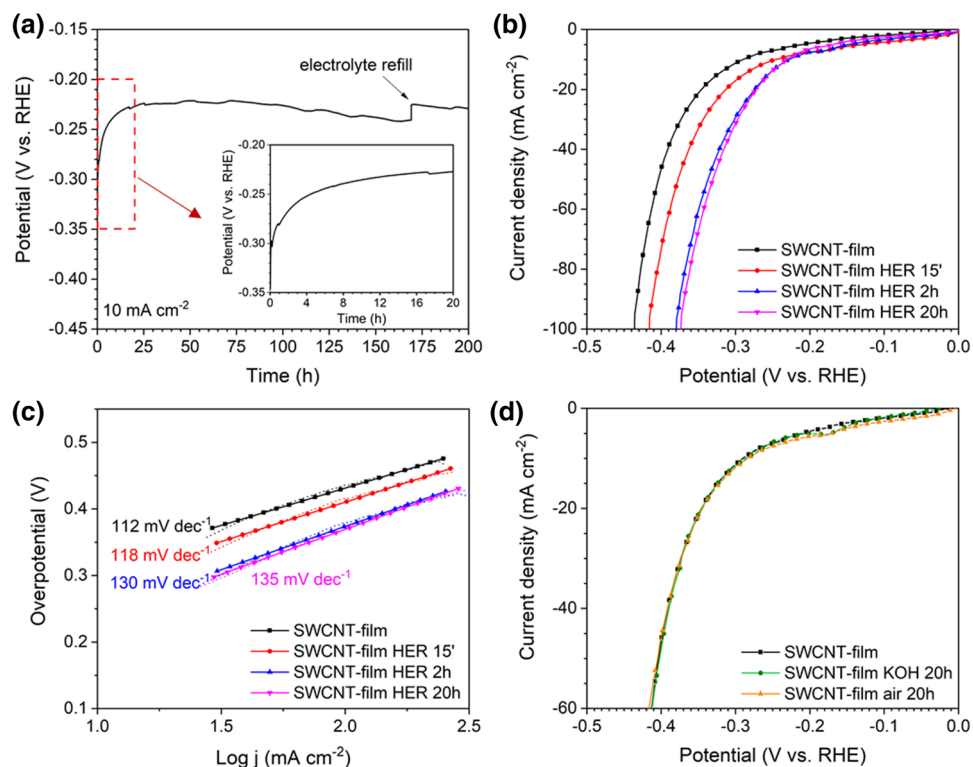 (a)
Potential (V vs. RHE)
-0.15
-0.20
-0.25
-0.30
-0.35
-0.40
-0.45
electrolyte refill
10 mA cm-2
Potential (V vs. RHE)
-0.20
-0.25
-0.30
-0.35
0 4 8 12 16 20
Time (h)
0 25 50 75 100 125 150 175 200
Time (h)
(b)
Current density (mA cm-2)
0
-20
-40
-60
-80
-100
SWCNT-film
SWCNT-film HER 15'
SWCNT-film HER 2h
SWCNT-film HER 20h
-0.5 -0.4 -0.3 -0.2 -0.1 0.0
Potential (V vs. RHE)
(c)
Overpotential (V)
0.5
0.4
0.3
0.2
0.1
112 mV dec-1
118 mV dec-1
130 mV dec-1
135 mV dec-1
SWCNT-film
SWCNT-film HER 15'
SWCNT-film HER 2h
SWCNT-film HER 20h
1.0 1.5 2.0 2.5
Log j (mA cm-2)
(d)
Current density (mA cm-2)
0
-20
-40
-60
SWCNT-film
SWCNT-film KOH 20h
SWCNT-film air 20h
-0.5 -0.4 -0.3 -0.2 -0.1 0.0
Potential (V vs. RHE)